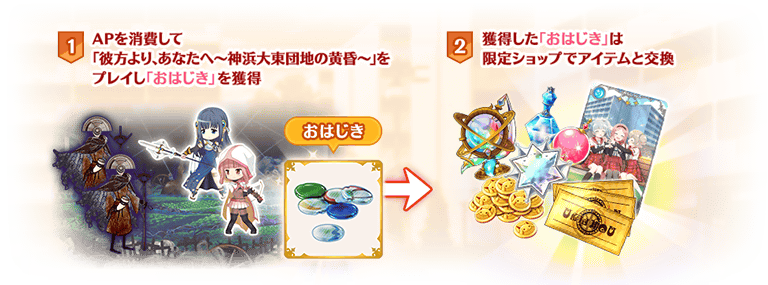 1
APを消費して
「彼方より、あなたへ〜神浜大東団地の黄昏〜」を
プレイし「おはじき」を獲得
おはじき
2
獲得した「おはじき」は
限定ショップでアイテムと交換